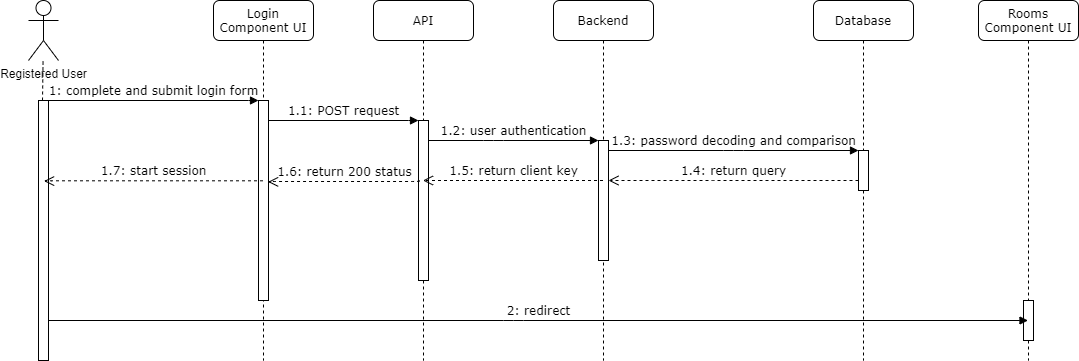 Login
Component UI
API
Backend
Database
Rooms
Component UI
Registered User
1: complete and submit login form
1.1: POST request
1.2: user authentication
1.3: password decoding and comparison
1.7: start session
1.6: return 200 status
1.5: return client key
1.4: return query
2: redirect